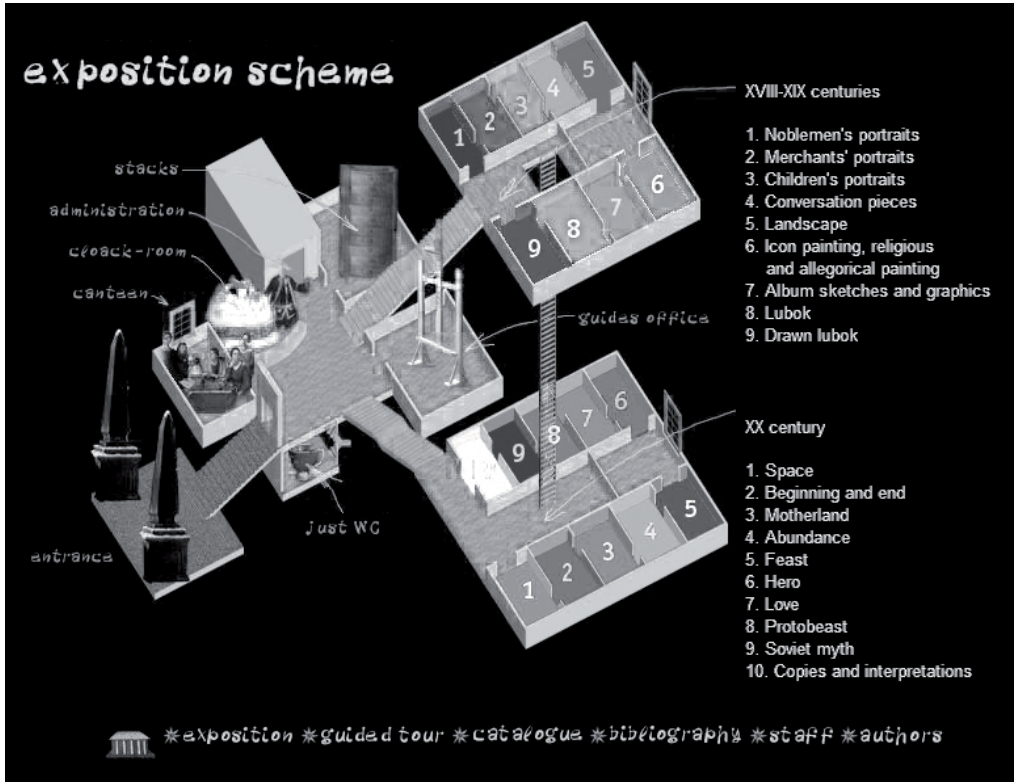 exposition scheme
stacks
administration
cloack-room
canteen
entrance
just WC
guides office
1
2
3
4
5
6
7
8
9
XVIII-XIX centuries
1. Noblemen's portraits
2. Merchants' portraits
3. Children's portraits
4. Conversation pieces
5. Landscape
6. Icon painting, religious
and allegorical painting
7. Album sketches and graphics
8. Lubok
9. Drawn lubok
9
8
7
6
1
2
3
4
5
XX century
1. Space
2. Beginning and end
3. Motherland
4. Abundance
5. Feast
6. Hero
7. Love
8. Protobeast
9. Soviet myth
10. Copies and interpretations
*exposition *guided tour *catalogue *bibliography *staff *authors